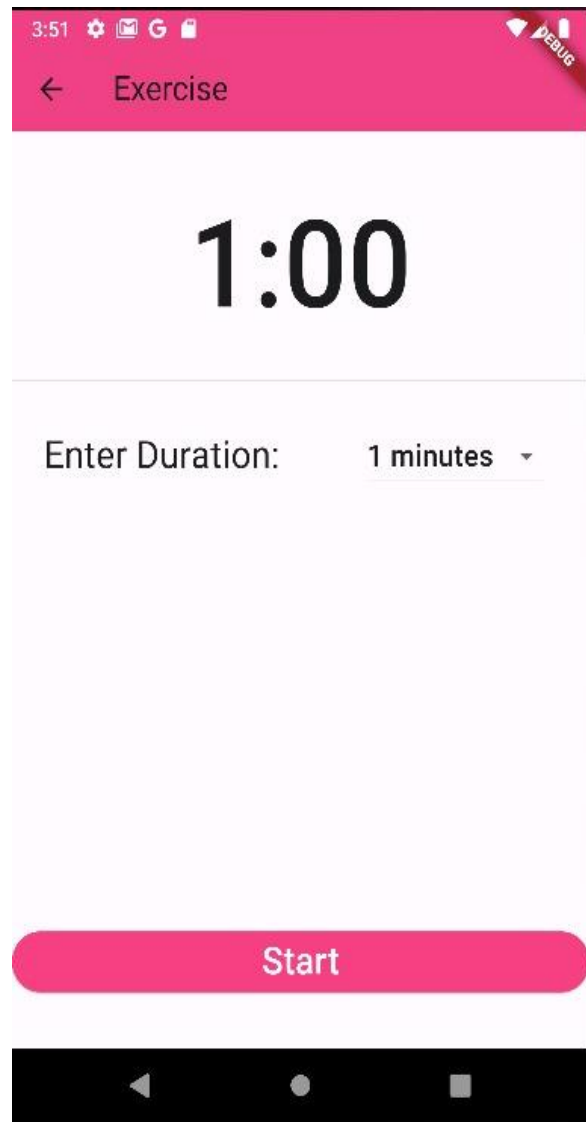 3:51 G
DEBUG
Exercise
1:00
Enter Duration: 1 minutes
Start